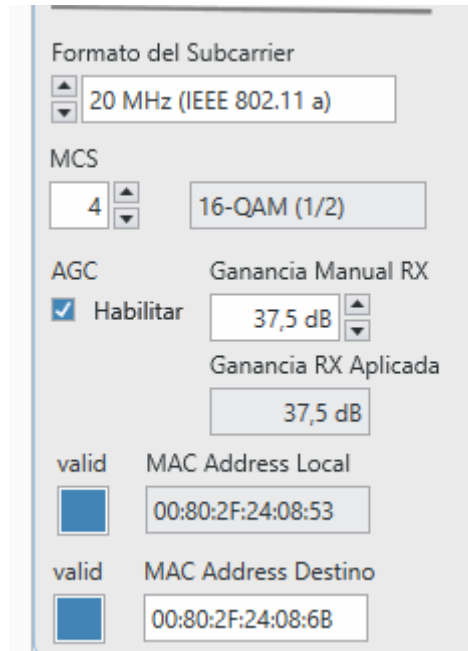 Formato del Subcarrier
20 MHz (IEEE 802.11 a)
MCS
4 16-QAM (1/2)
AGC Ganancia Manual RX
Habilitar 37,5 dB
Ganancia RX Aplicada
37,5 dB
valid MAC Address Local
00:80:2F:24:08:53
valid MAC Address Destino
00:80:2F:24:08:6B